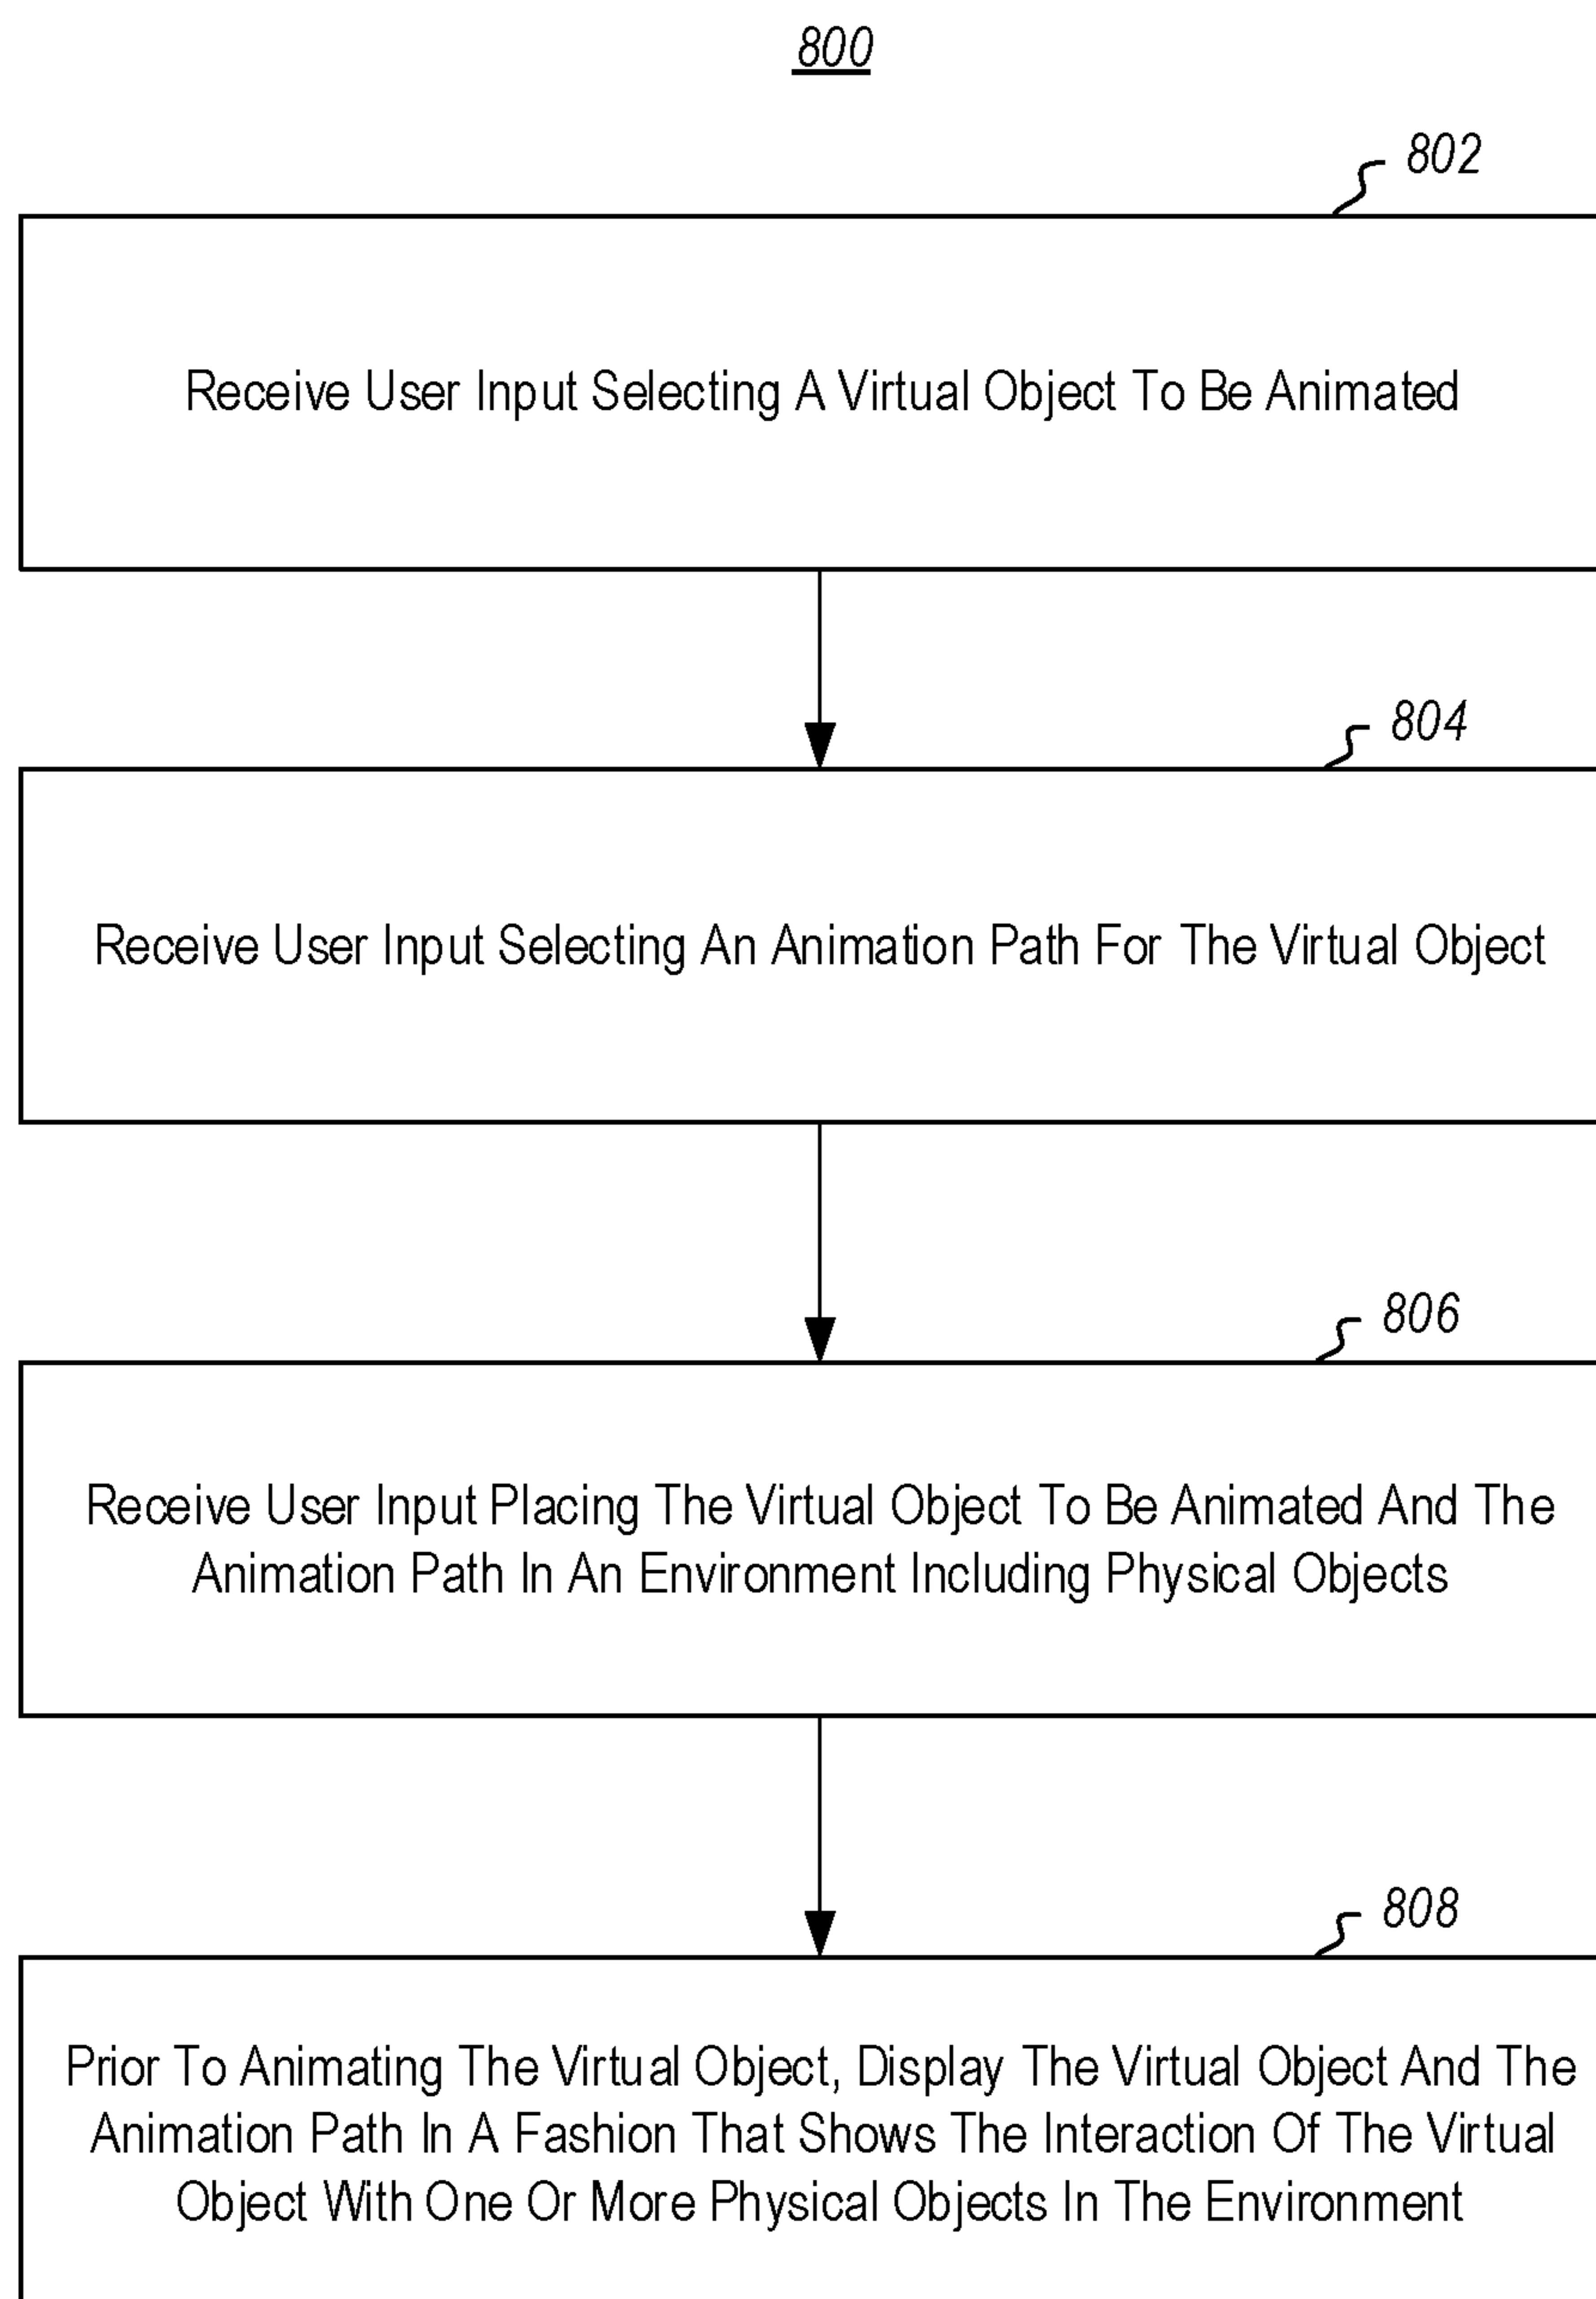 800
802
Receive User Input Selecting A Virtual Object To Be Animated
804
Receive User Input Selecting An Animation Path For The Virtual Object
806
Receive User Input Placing The Virtual Object To Be Animated And The
Animation Path In An Environment Including Physical Objects
808
Prior To Animating The Virtual Object, Display The Virtual Object And The
Animation Path In A Fashion That Shows The Interaction Of The Virtual
Object With One Or More Physical Objects In The Environment